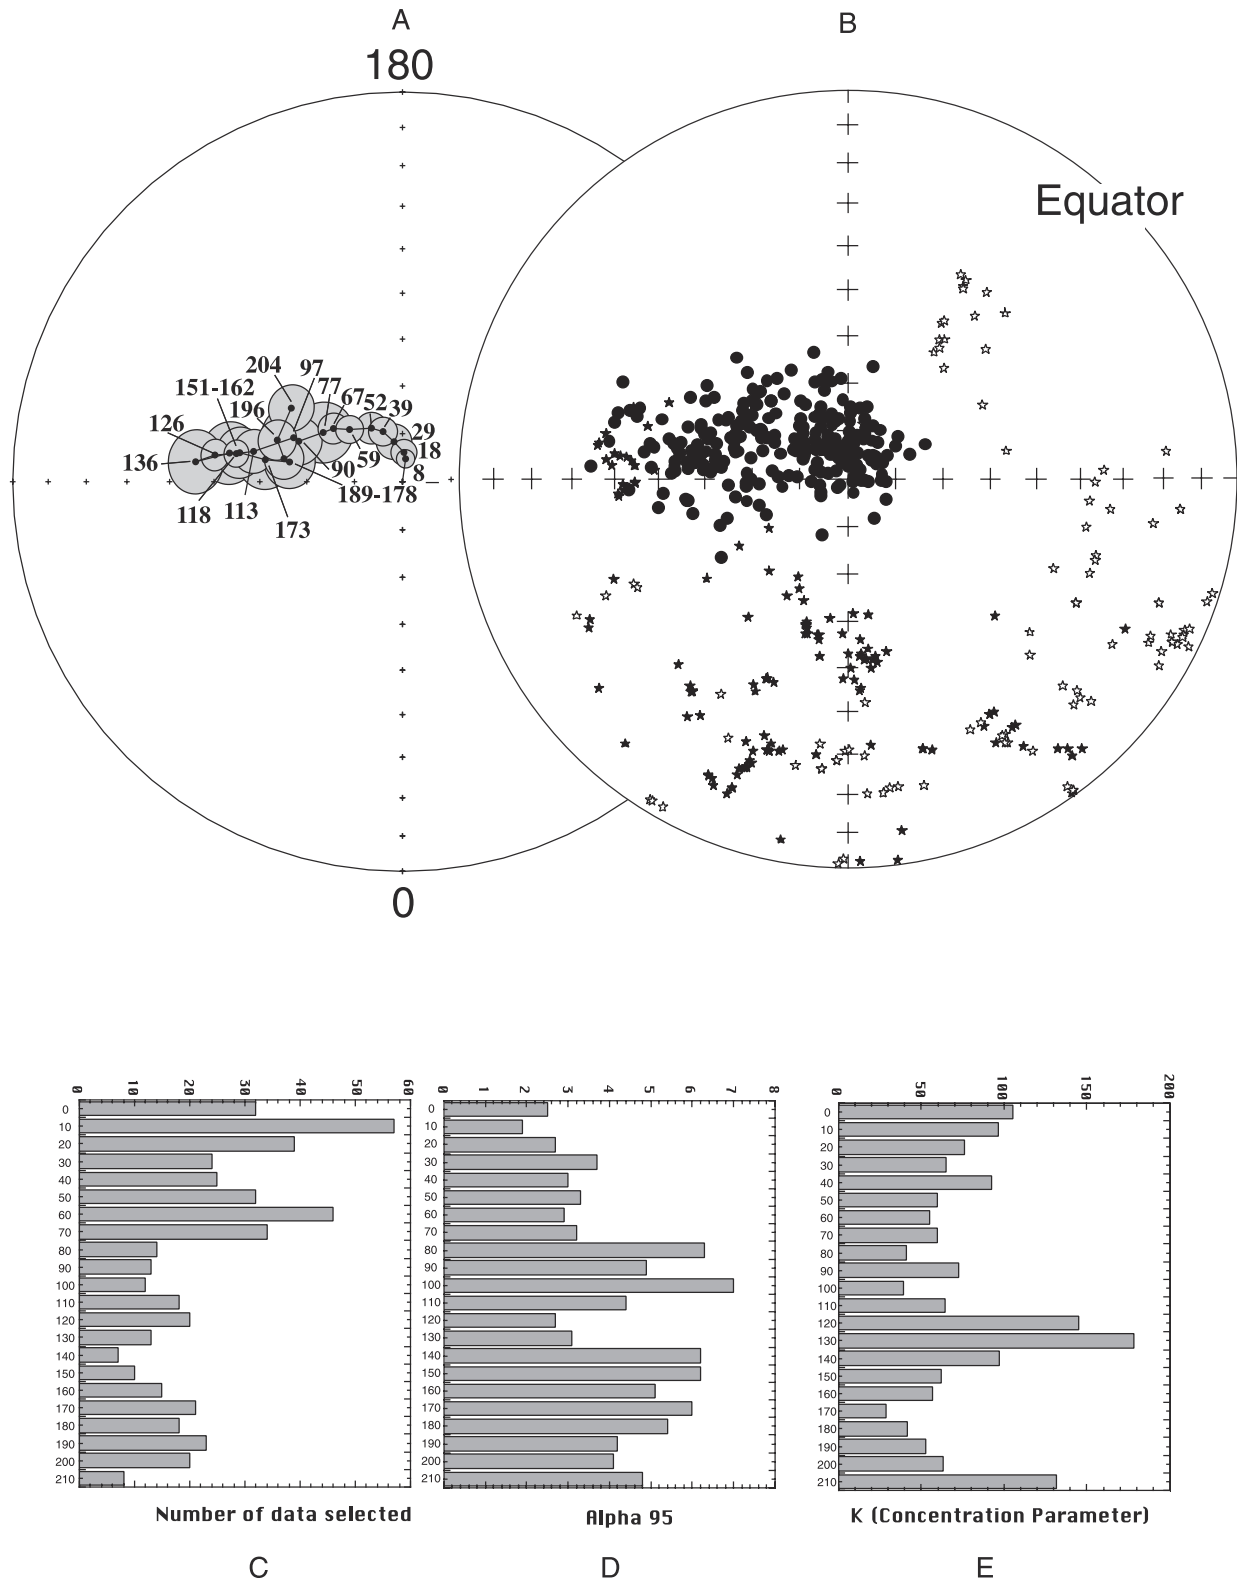 A
B
180
Equator
204 97
151-162 77 67
196 52 39
126 29
136 18
59 8
90
118 113 189-178
173
0
0 10 20 30 40 50 60
0 1 2 3 4 5 6 7 8
0 50 100 150 200
0 0 0
10 10 10
20 20 20
30 30 30
40 40 40
50 50 50
60 60 60
70 70 70
80 80 80
90 90 90
100 100 100
110 110 110
120 120 120
130 130 130
140 140 140
150 150 150
160 160 160
170 170 170
180 180 180
190 190 190
200 200 200
210 210 210
Number of data selected
Alpha 95
K (Concentration Parameter)
C
D
E